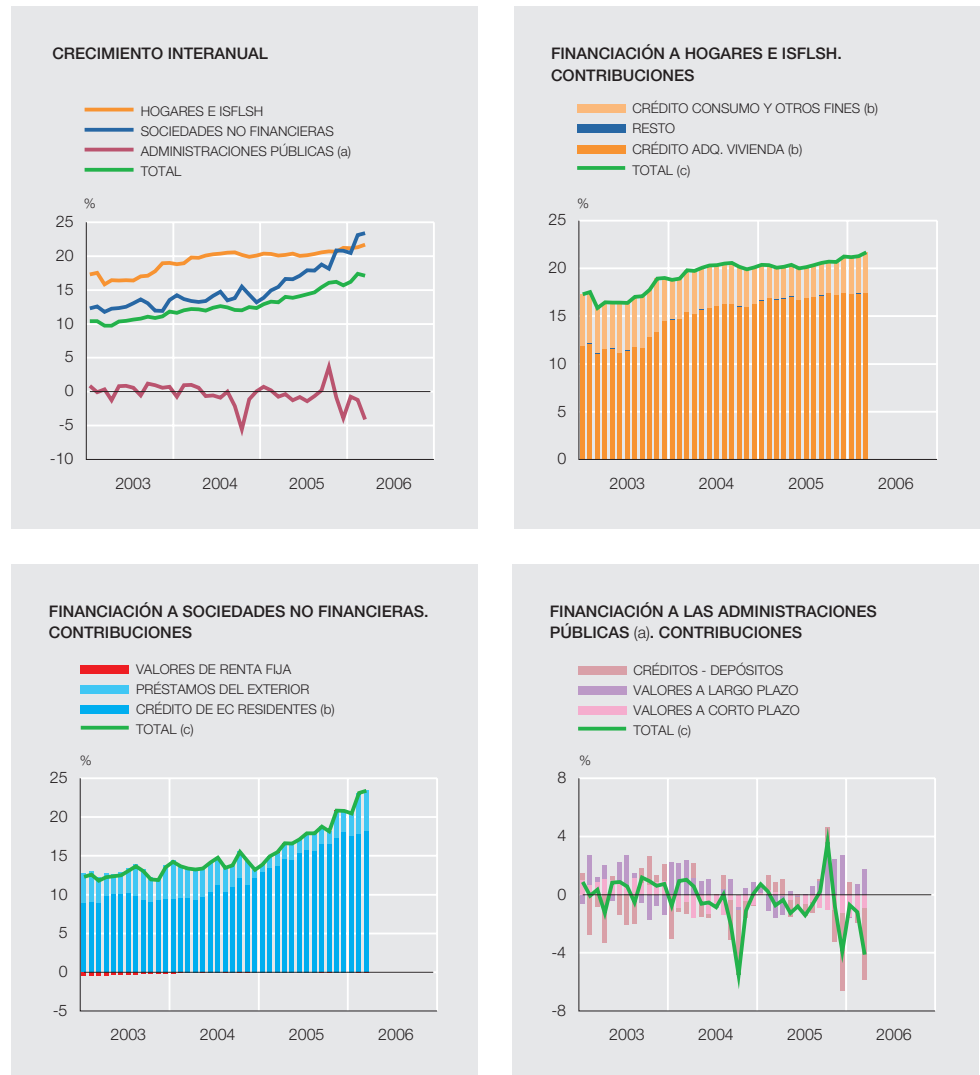 CRECIMIENTO INTERANUAL
HOGARES E ISFLSH
SOCIEDADES NO FINANCIERAS
ADMINISTRACIONES PÚBLICAS (a)
TOTAL
%
25
20
15
10
5
0
-5
-10
2003 2004 2005 2006
FINANCIACIÓN A HOGARES E ISFLSH.
CONTRIBUCIONES
CRÉDITO CONSUMO Y OTROS FINES (b)
RESTO
CRÉDITO ADQ. VIVIENDA (b)
TOTAL (c)
%
25
20
15
10
5
0
2003 2004 2005 2006
FINANCIACIÓN A SOCIEDADES NO FINANCIERAS.
CONTRIBUCIONES
VALORES DE RENTA FIJA
PRÉSTAMOS DEL EXTERIOR
CRÉDITO DE EC RESIDENTES (b)
TOTAL (c)
%
25
20
15
10
5
0
-5
2003 2004 2005 2006
FINANCIACIÓN A LAS ADMINISTRACIONES
PÚBLICAS (a). CONTRIBUCIONES
CRÉDITOS - DEPÓSITOS
VALORES A LARGO PLAZO
VALORES A CORTO PLAZO
TOTAL (c)
%
8
4
0
-4
-8
2003 2004 2005 2006